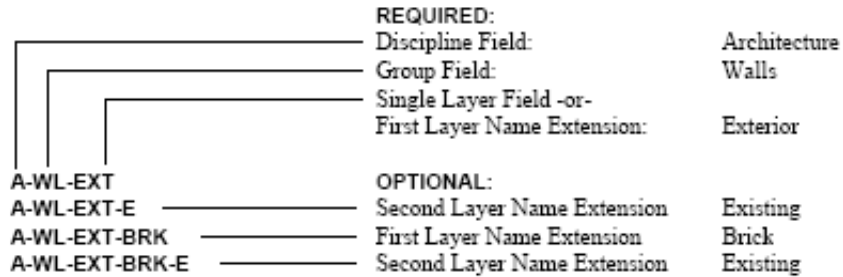 REQUIRED:
Discipline Field: Architecture
Group Field: Walls
Single Layer Field -or-
First Layer Name Extension: Exterior
A-WL-EXT OPTIONAL:
A-WL-EXT-E Second Layer Name Extension Existing
A-WL-EXT-BRK First Layer Name Extension Brick
A-WL-EXT-BRK-E Second Layer Name Extension Existing